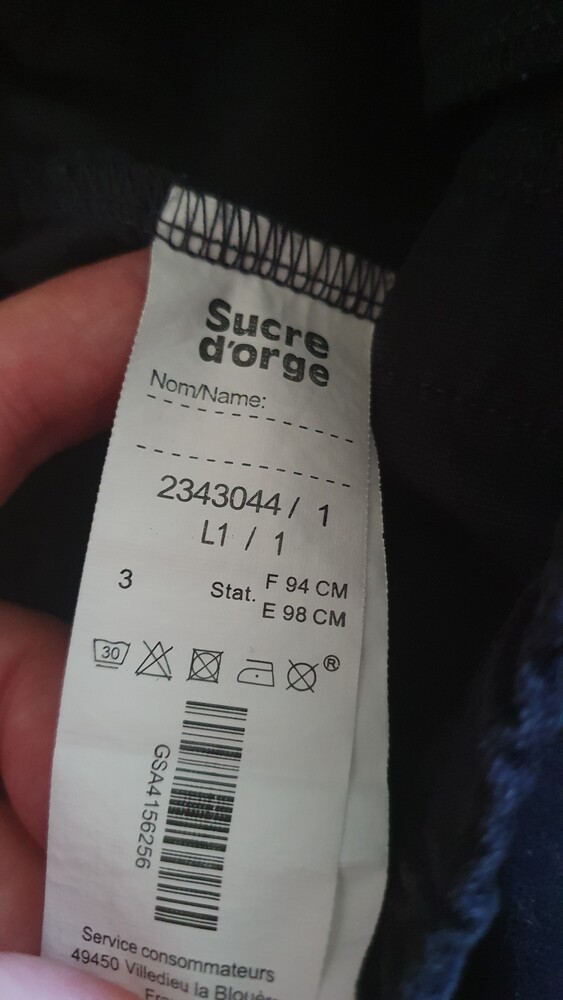 Sucre
d'orge
Nom/Name:
2343044 / 1
L1 / 1
3 Stat. F 94 CM
E 98 CM
30
®
GSA4156256
Service consommateurs
49450 Villedieu la